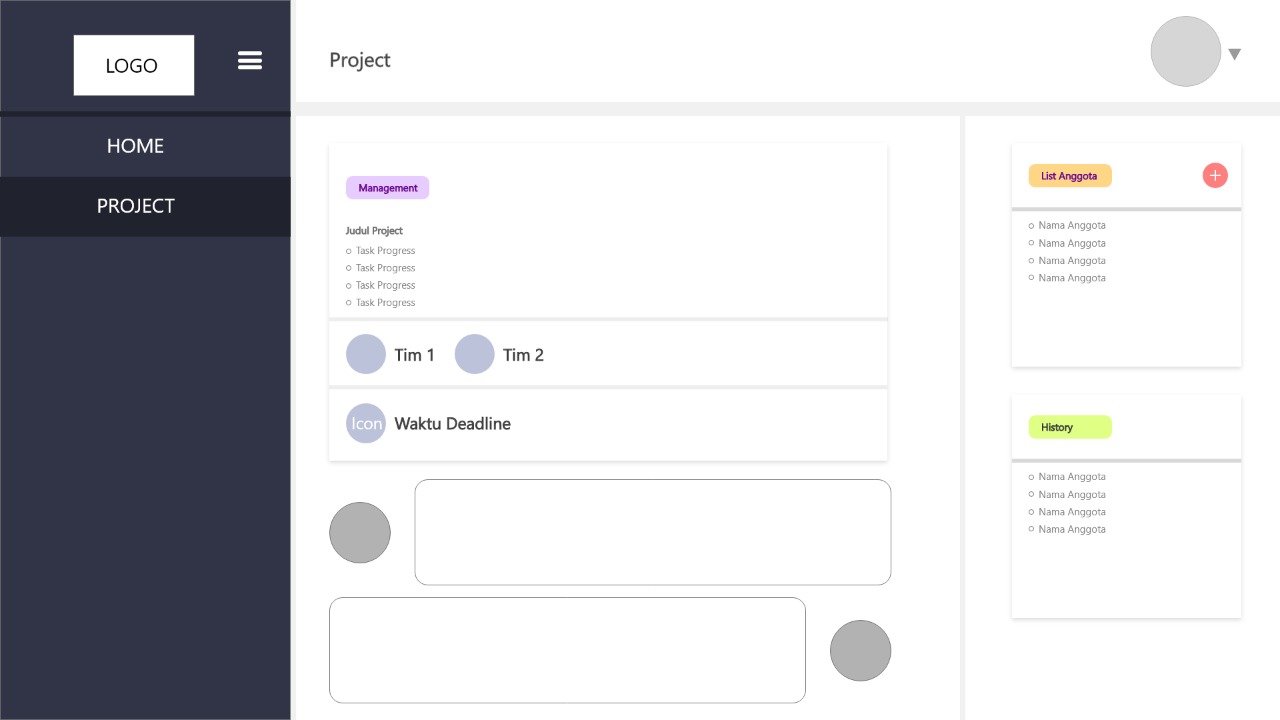 LOGO
HOME
PROJECT
Project
Management
Judul Project
Task Progress
Task Progress
Task Progress
Task Progress
Tim 1
Tim 2
Icon
Waktu Deadline
List Anggota
Nama Anggota
Nama Anggota
Nama Anggota
Nama Anggota
History
Nama Anggota
Nama Anggota
Nama Anggota
Nama Anggota